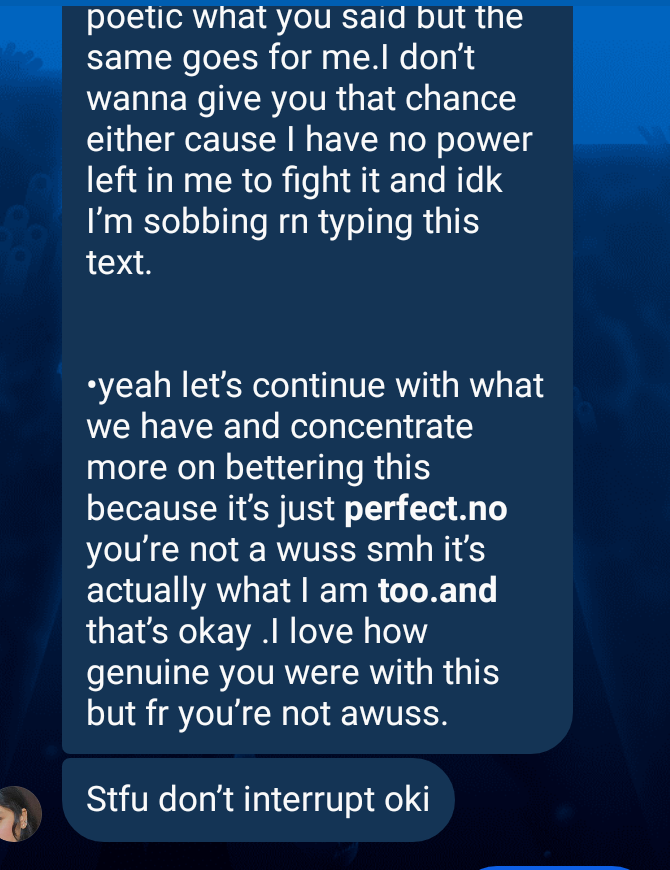 poetic what you said but the
same goes for me.I don’t
wanna give you that chance
either cause I have no power
left in me to fight it and idk
I’m sobbing rn typing this
text.
•yeah let’s continue with what
we have and concentrate
more on bettering this
because it’s just perfect.no
you’re not a wuss smh it’s
actually what I am too.and
that’s okay .I love how
genuine you were with this
but fr you’re not awuss.
Stfu don’t interrupt oki